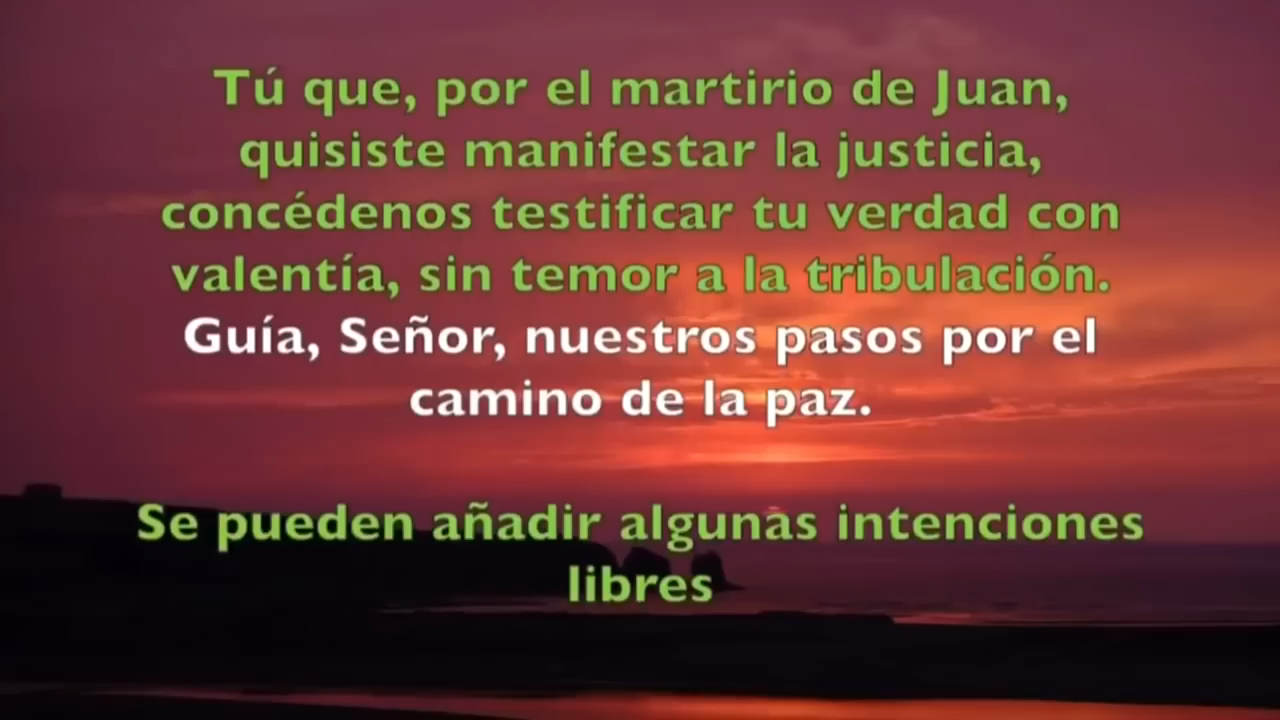 Tú que, por el martirio de Juan,
quisiste manifestar la justicia,
concédenos testificar tu verdad con
valentía, sin temor a la tribulación.
Guía, Señor, nuestros pasos por el
camino de la paz.
Se pueden añadir algunas intenciones
libres